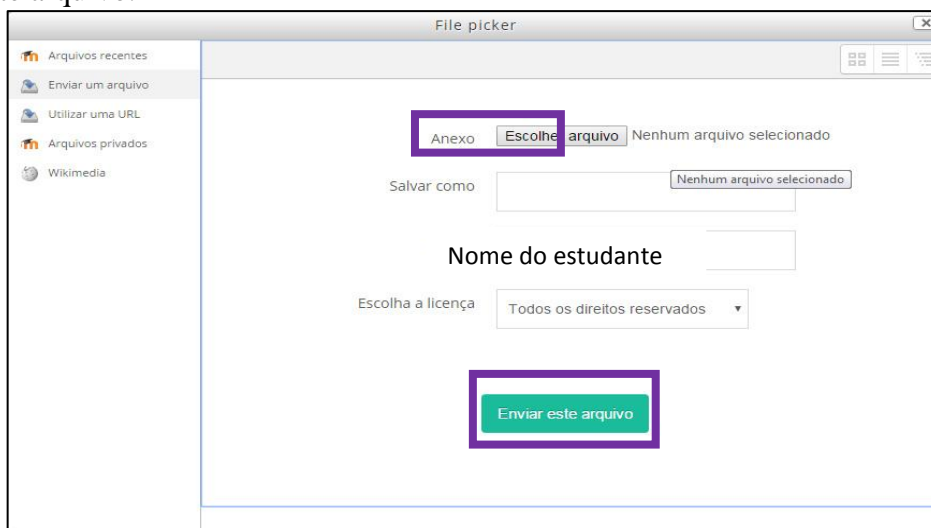 File picker
Arquivos recentes
Enviar um arquivo
Utilizar uma URL
Arquivos privados
Wikimedia
Anexo Escolher arquivo Nenhum arquivo selecionado
Nenhum arquivo selecionado
Salvar como
Nome do estudante
Escolha a licença Todos os direitos reservados
Enviar este arquivo